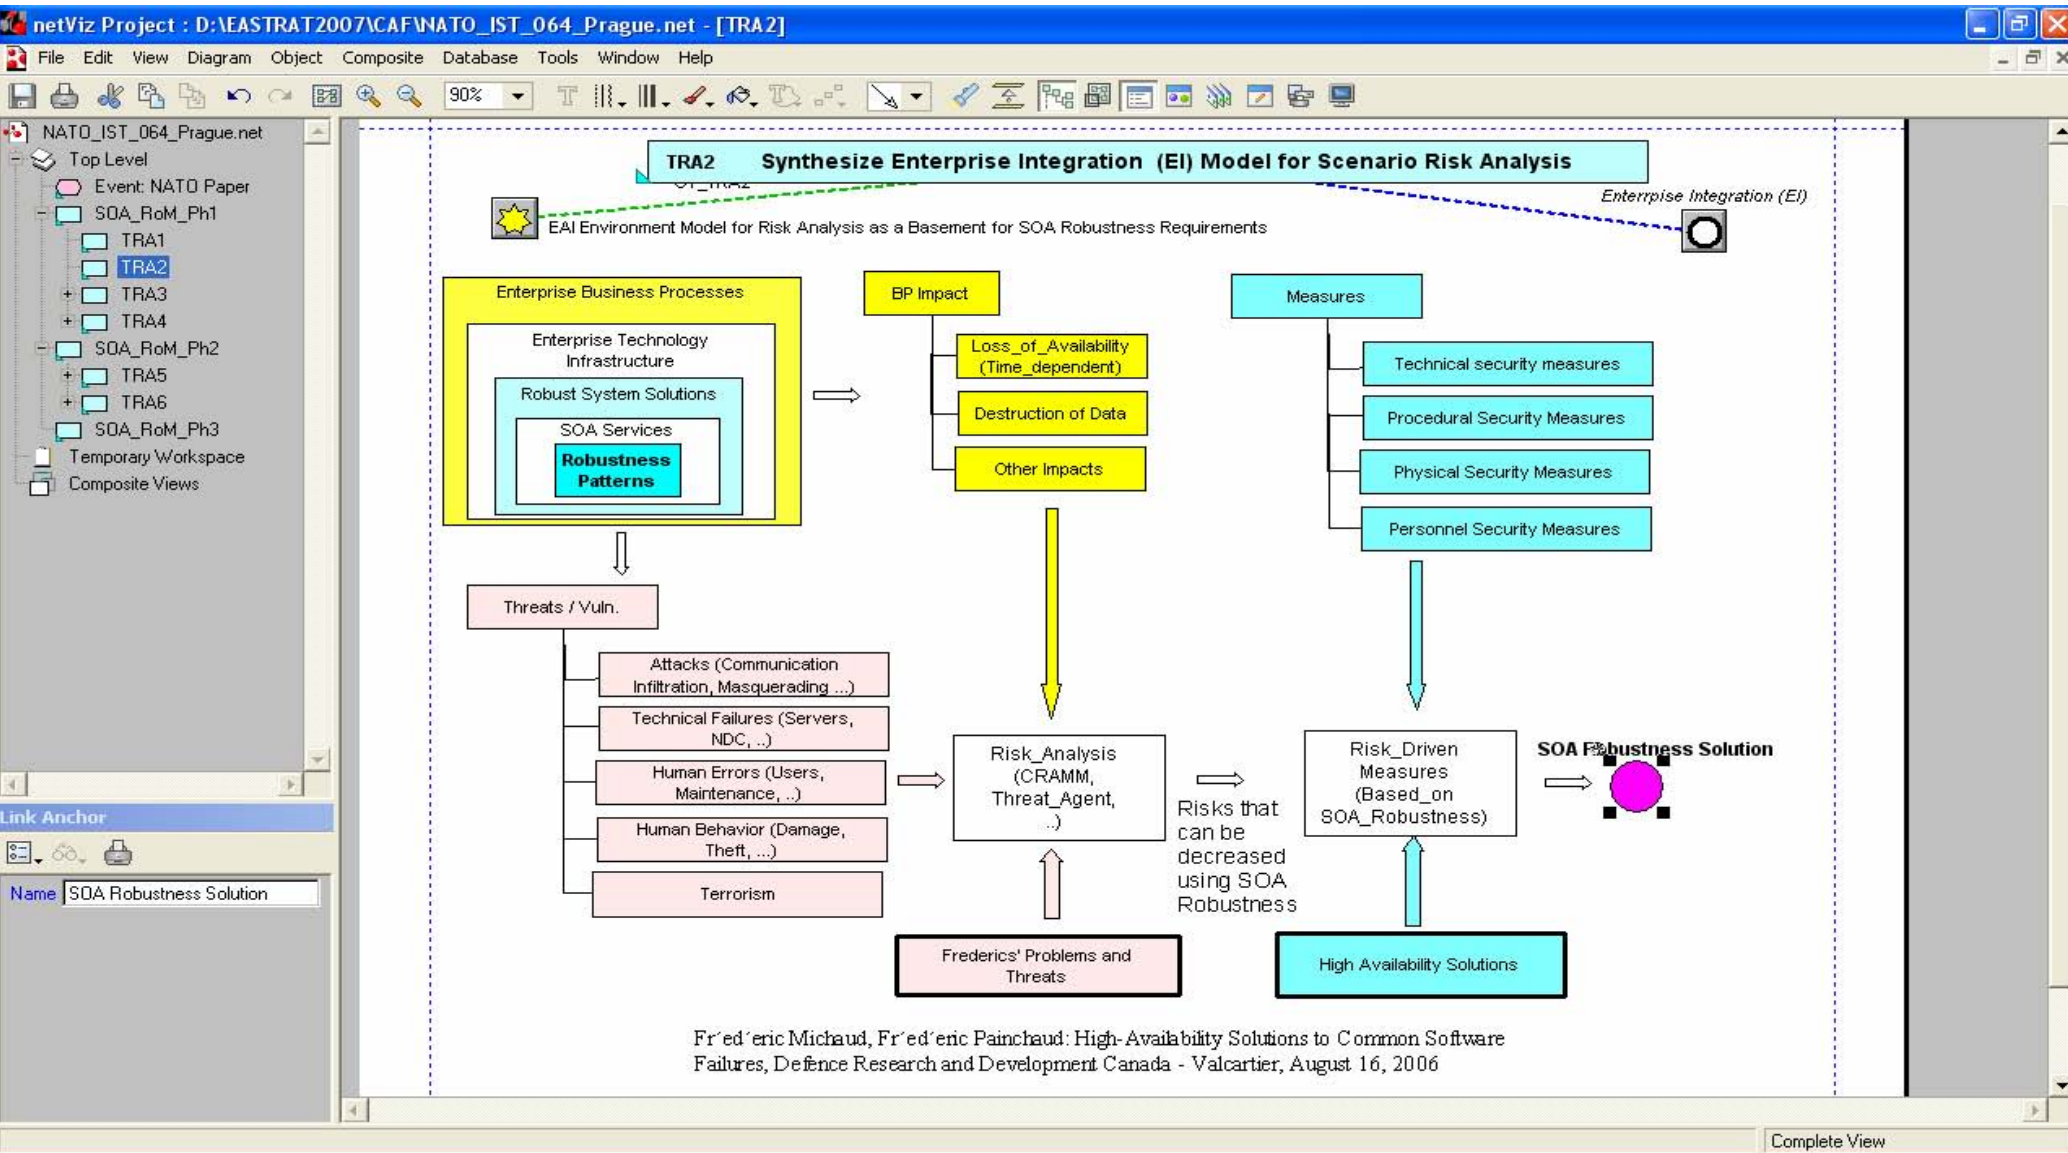 netViz Project : D:\EASTRAT2007\CAF\NATO_IST_064_Prague.net - [TRA2]
File Edit View Diagram Object Composite Database Tools Window Help
90%
NATO_IST_064_Prague.net
Top Level
Event: NATO Paper
SOA_RoM_Ph1
TRA1
TRA2
TRA3
TRA4
SOA_RoM_Ph2
TRA5
TRA6
SOA_RoM_Ph3
Temporary Workspace
Composite Views
Link Anchor
Name SOA Robustness Solution
TRA2 Synthesize Enterprise Integration (EI) Model for Scenario Risk Analysis
Enterrpise Integration (EI)
EAI Environment Model for Risk Analysis as a Basement for SOA Robustness Requirements
Enterprise Business Processes
Enterprise Technology
Infrastructure
Robust System Solutions
SOA Services
Robustness
Patterns
BP Impact
Loss_of_Availability
(Time_dependent)
Destruction of Data
Other Impacts
Measures
Technical security measures
Procedural Security Measures
Physical Security Measures
Personnel Security Measures
Threats / Vuln.
Attacks (Communication
Infiltration, Masquerading ...)
Technical Failures (Servers,
NDC, ..)
Human Errors (Users,
Maintenance, ..)
Human Behavior (Damage,
Theft, ...)
Terrorism
Risk_Analysis
(CRAMM,
Threat_Agent,
..)
Risks that
can be
decreased
using SOA
Robustness
Risk_Driven
Measures
(Based_on
SOA_Robustness)
SOA Robustness Solution
Frederics' Problems and
Threats
High Availability Solutions
Fr´ed´eric Michaud, Fr´ed´eric Painchaud: High-Availability Solutions to Common Software
Failures, Defence Research and Development Canada - Valcartier, August 16, 2006
Complete View